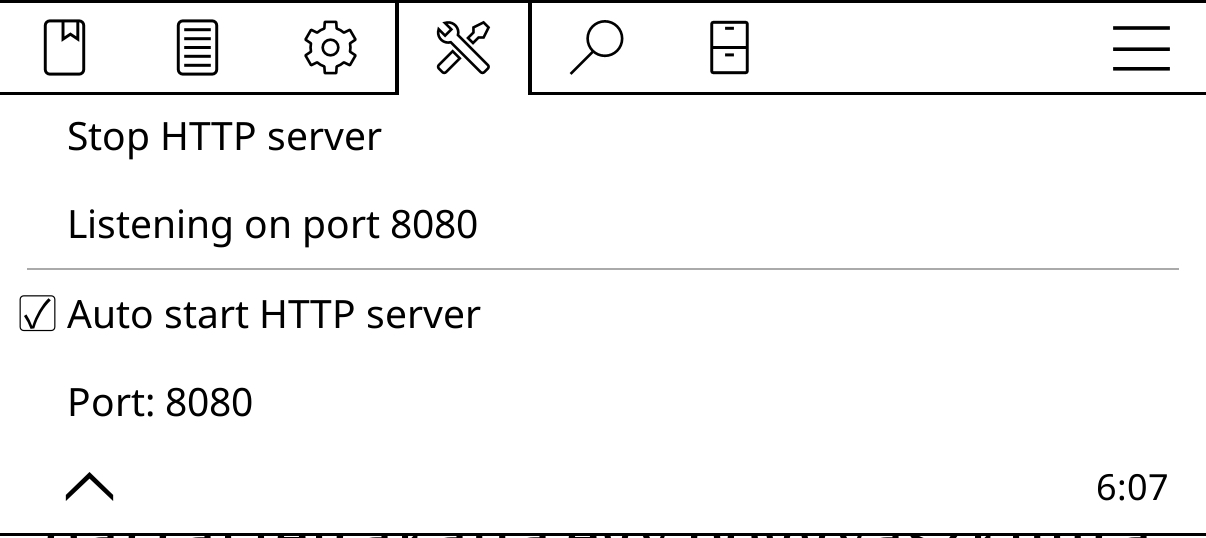 Stop HTTP server
Listening on port 8080
Auto start HTTP server
Port: 8080
6:07